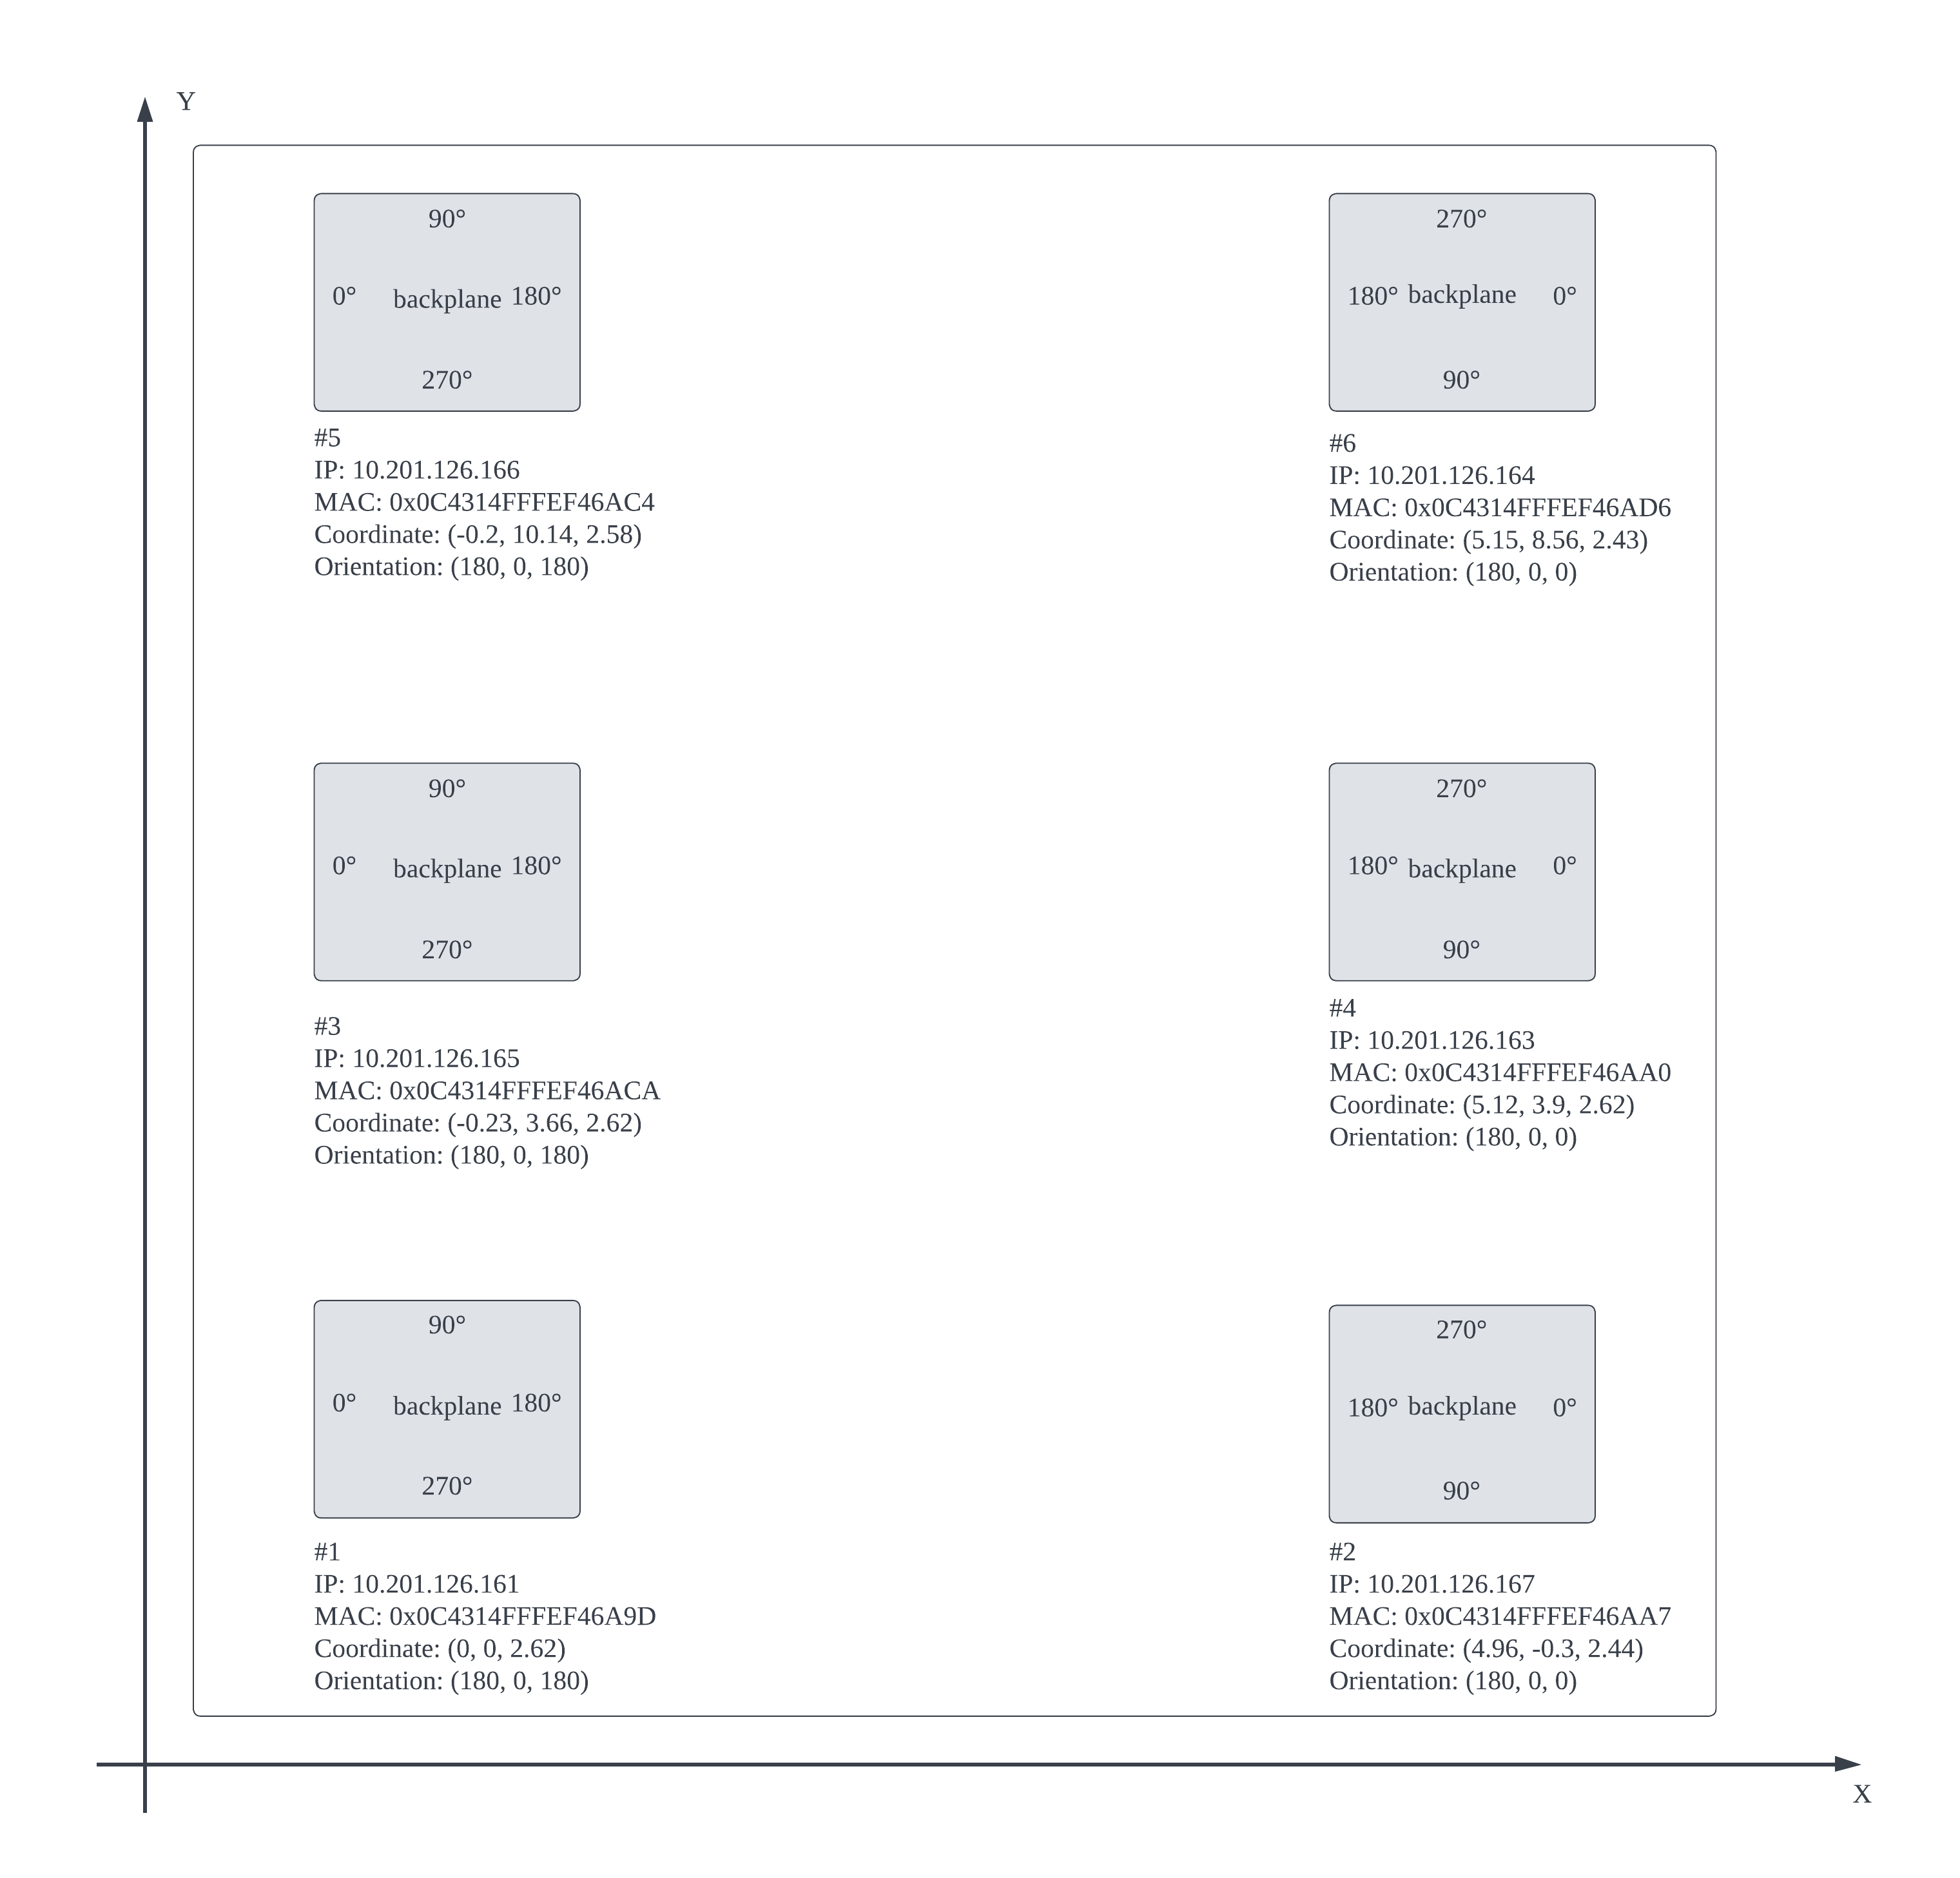 Y
90°
0° backplane 180°
270°
#5
IP: 10.201.126.166
MAC: 0x0C4314FFFEF46AC4
Coordinate: (-0.2, 10.14, 2.58)
Orientation: (180, 0, 180)
270°
180° backplane 0°
90°
#6
IP: 10.201.126.164
MAC: 0x0C4314FFFEF46AD6
Coordinate: (5.15, 8.56, 2.43)
Orientation: (180, 0, 0)
90°
0° backplane 180°
270°
#3
IP: 10.201.126.165
MAC: 0x0C4314FFFEF46ACA
Coordinate: (-0.23, 3.66, 2.62)
Orientation: (180, 0, 180)
270°
180° backplane 0°
90°
#4
IP: 10.201.126.163
MAC: 0x0C4314FFFEF46AA0
Coordinate: (5.12, 3.9, 2.62)
Orientation: (180, 0, 0)
90°
0° backplane 180°
270°
#1
IP: 10.201.126.161
MAC: 0x0C4314FFFEF46A9D
Coordinate: (0, 0, 2.62)
Orientation: (180, 0, 180)
270°
180° backplane 0°
90°
#2
IP: 10.201.126.167
MAC: 0x0C4314FFFEF46AA7
Coordinate: (4.96, -0.3, 2.44)
Orientation: (180, 0, 0)
X